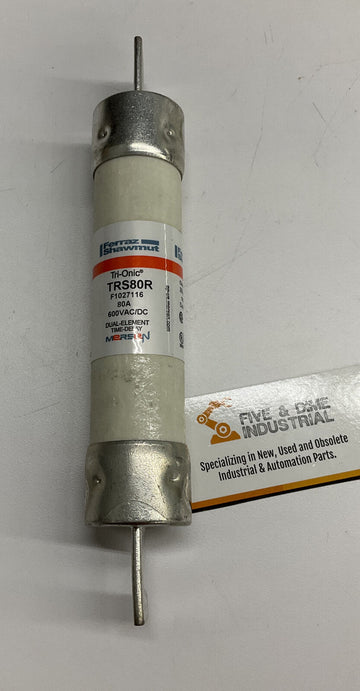 Ferraz
Shawmut
Tri-Onic®
TRS80R
F1027116
80A
600VAC/DC
DUAL-ELEMENT
TIME-DELAY
MERSEN
FIVE & DIME
INDUSTRIAL
Specializing in New, Used and Obsolete
Industrial & Automation Parts.